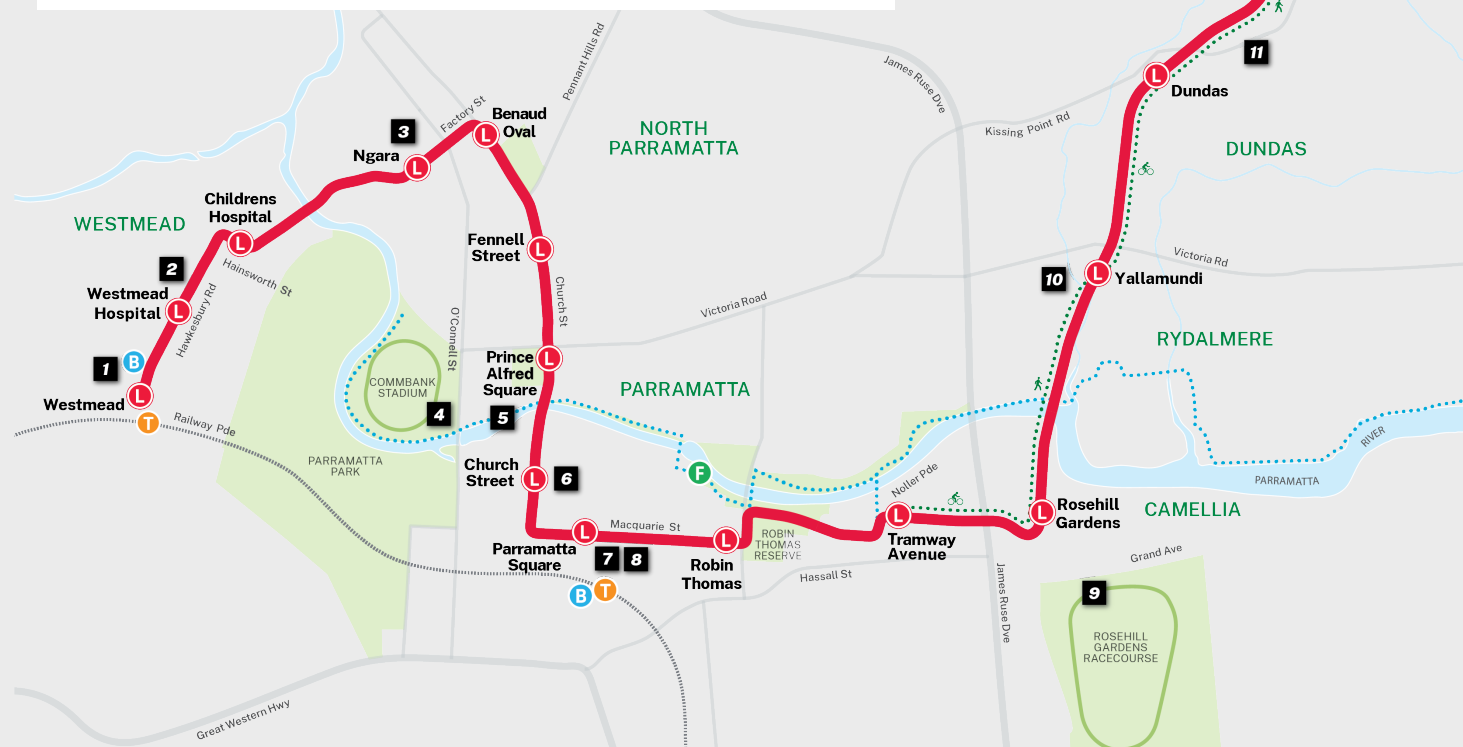 11
L
Dundas
James Ruse Dve
Pennant Hills Rd
Kissing Point Rd
Factory St
Benaud
Oval
L
3
Ngara
L
NORTH
PARRAMATTA
DUNDAS
Childrens
Hospital
L
WESTMEAD
Hainsworth St
2
Westmead
Hospital
L
Hawkesbury Rd
Fennell
Street
L
Church St
Victoria Rd
10
L
Yallamundi
Victoria Road
O'Connell St
RYDALMERE
1
B
Westmead
L
T
Railway Pde
COMMBANK
STADIUM
4
Prince
Alfred
Square
L
PARRAMATTA
5
PARRAMATTA
PARK
Church
Street
L
6
F
Noller Pde
RIVER
PARRAMATTA
L
Rosehill
Gardens
CAMELLIA
L
Tramway
Avenue
Macquarie St
L
Parramatta
Square
7
8
L
Robin
Thomas
ROBIN
THOMAS
RESERVE
Hassall St
B
T
James Ruse Dve
Grand Ave
9
ROSEHILL
GARDENS
RACECOURSE
Great Western Hwy